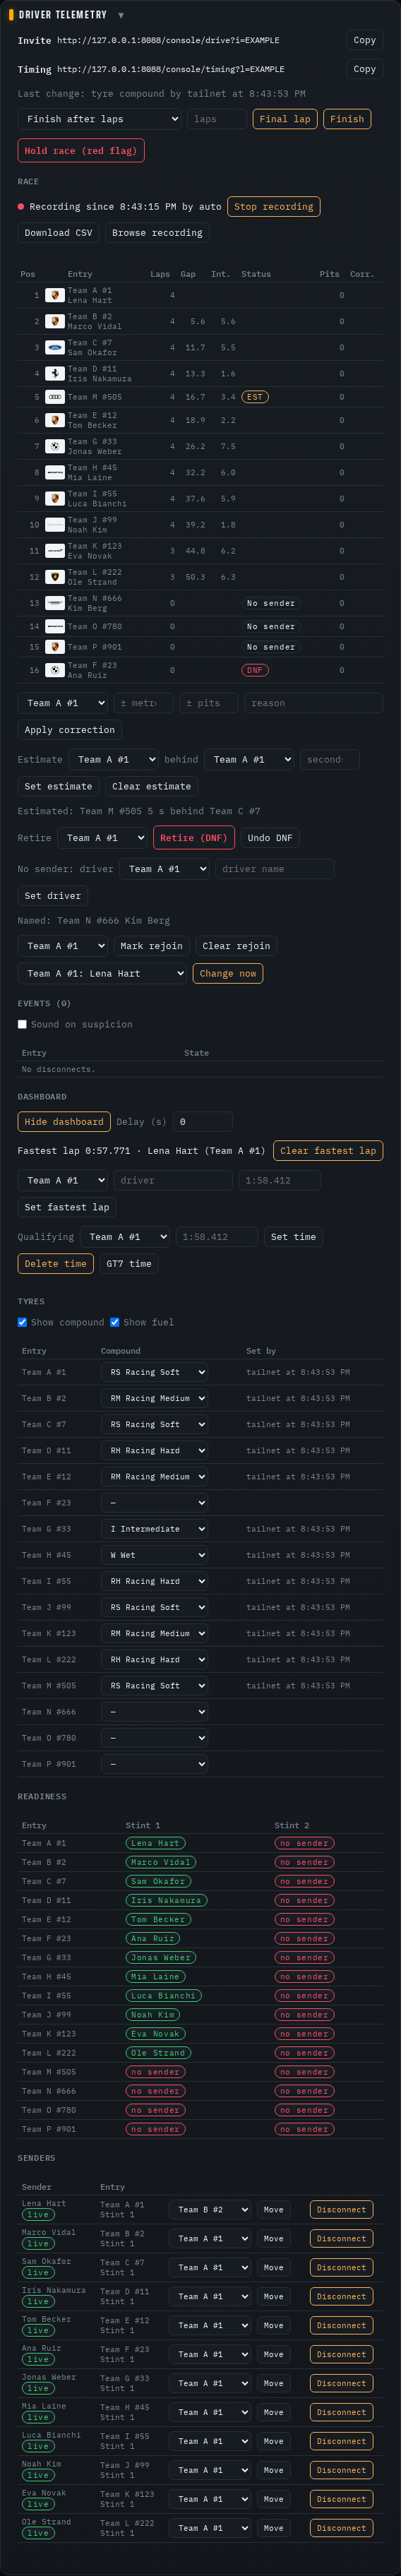 DRIVER TELEMETRY ▼
Invite http://127.0.0.1:8088/console/drive?i=EXAMPLE Copy
Timing http://127.0.0.1:8088/console/timing?l=EXAMPLE Copy
Last change: tyre compound by tailnet at 8:43:53 PM
Finish after laps laps Final lap Finish
Hold race (red flag)
RACE
Recording since 8:43:15 PM by auto Stop recording
Download CSV Browse recording
Pos Entry Laps Gap Int. Status Pits Corr.
1 Team A #1 4 0
Lena Hart
2 Team B #2 4 5.6 5.6 0
Marco Vidal
3 Team C #7 4 11.7 5.5 0
Sam Okafor
4 Team D #11 4 13.3 1.6 0
Iris Nakamura
5 Team M #505 4 16.7 3.4 EST 0
6 Team E #12 4 18.9 2.2 0
Tom Becker
7 Team G #33 4 26.2 7.5 0
Jonas Weber
8 Team H #45 4 32.2 6.0 0
Mia Laine
9 Team I #55 4 37.6 5.9 0
Luca Bianchi
10 Team J #99 4 39.2 1.8 0
Noah Kim
11 Team K #123 3 44.8 6.2 0
Eva Novak
12 Team L #222 3 50.3 6.3 0
Ole Strand
13 Team N #666 0 No sender 0
Kim Berg
14 Team O #780 0 No sender 0
15 Team P #901 0 No sender 0
16 Team F #23 0 DNF 0
Ana Ruiz
Team A #1 ± metr ± pits reason
Apply correction
Estimate Team A #1 behind Team A #1 second
Set estimate Clear estimate
Estimated: Team M #505 5 s behind Team C #7
Retire Team A #1 Retire (DNF) Undo DNF
No sender: driver Team A #1 driver name
Set driver
Named: Team N #666 Kim Berg
Team A #1 Mark rejoin Clear rejoin
Team A #1: Lena Hart Change now
EVENTS (0)
Sound on suspicion
Entry State
No disconnects.
DASHBOARD
Hide dashboard Delay (s) 0
Fastest lap 0:57.771 · Lena Hart (Team A #1) Clear fastest lap
Team A #1 driver 1:58.412
Set fastest lap
Qualifying Team A #1 1:58.412 Set time
Delete time GT7 time
TYRES
Show compound Show fuel
Entry Compound Set by
Team A #1 RS Racing Soft tailnet at 8:43:53 PM
Team B #2 RM Racing Medium tailnet at 8:43:53 PM
Team C #7 RS Racing Soft tailnet at 8:43:53 PM
Team D #11 RH Racing Hard tailnet at 8:43:53 PM
Team E #12 RM Racing Medium tailnet at 8:43:53 PM
Team F #23 —
Team G #33 I Intermediate tailnet at 8:43:53 PM
Team H #45 W Wet tailnet at 8:43:53 PM
Team I #55 RH Racing Hard tailnet at 8:43:53 PM
Team J #99 RS Racing Soft tailnet at 8:43:53 PM
Team K #123 RM Racing Medium tailnet at 8:43:53 PM
Team L #222 RH Racing Hard tailnet at 8:43:53 PM
Team M #505 RS Racing Soft tailnet at 8:43:53 PM
Team N #666 —
Team O #780 —
Team P #901 —
READINESS
Entry Stint 1 Stint 2
Team A #1 Lena Hart no sender
Team B #2 Marco Vidal no sender
Team C #7 Sam Okafor no sender
Team D #11 Iris Nakamura no sender
Team E #12 Tom Becker no sender
Team F #23 Ana Ruiz no sender
Team G #33 Jonas Weber no sender
Team H #45 Mia Laine no sender
Team I #55 Luca Bianchi no sender
Team J #99 Noah Kim no sender
Team K #123 Eva Novak no sender
Team L #222 Ole Strand no sender
Team M #505 no sender no sender
Team N #666 no sender no sender
Team O #780 no sender no sender
Team P #901 no sender no sender
SENDERS
Sender Entry
Lena Hart Team A #1 Team B #2 Move Disconnect
live Stint 1
Marco Vidal Team B #2 Team A #1 Move Disconnect
live Stint 1
Sam Okafor Team C #7 Team A #1 Move Disconnect
live Stint 1
Iris Nakamura Team D #11 Team A #1 Move Disconnect
live Stint 1
Tom Becker Team E #12 Team A #1 Move Disconnect
live Stint 1
Ana Ruiz Team F #23 Team A #1 Move Disconnect
live Stint 1
Jonas Weber Team G #33 Team A #1 Move Disconnect
live Stint 1
Mia Laine Team H #45 Team A #1 Move Disconnect
live Stint 1
Luca Bianchi Team I #55 Team A #1 Move Disconnect
live Stint 1
Noah Kim Team J #99 Team A #1 Move Disconnect
live Stint 1
Eva Novak Team K #123 Team A #1 Move Disconnect
live Stint 1
Ole Strand Team L #222 Team A #1 Move Disconnect
live Stint 1